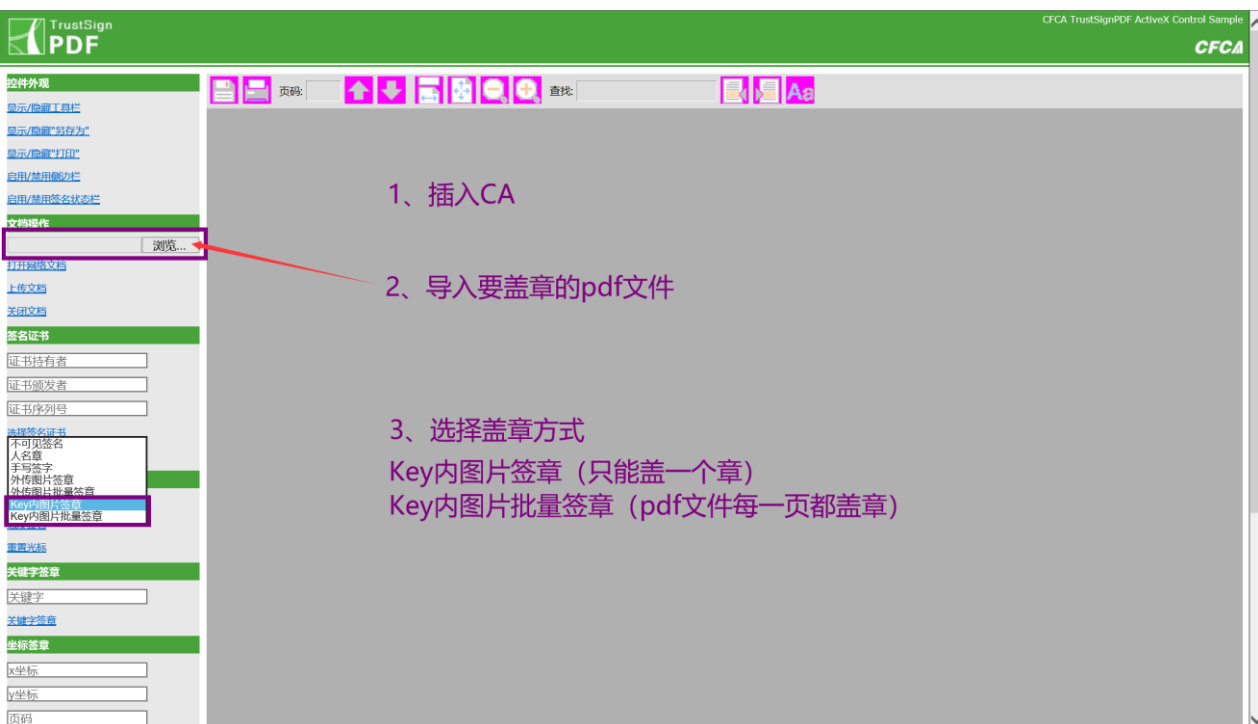 TrustSign
PDF
CFCA TrustSignPDF ActiveX Control Sample
CFCA
控件外观
显示/隐藏工具栏
显示/隐藏"另存为"
显示/隐藏"打印"
启用/禁用侧边栏
启用/禁用签名状态栏
页码:
查找:
Aa
文档操作
浏览...
打开网络文档
上传文档
关闭文档
签名证书
证书持有者
证书颁发者
证书序列号
选择签名证书
不可见签名
人名章
手写签字
外传图片签章
外传图片批量签章
Key内图片签章
Key内图片批量签章
重置光标
关键字签章
关键字
关键字签章
坐标签章
x坐标
y坐标
页码
1、插入CA
2、导入要盖章的pdf文件
3、选择盖章方式
Key内图片签章（只能盖一个章）
Key内图片批量签章（pdf文件每一页都盖章）